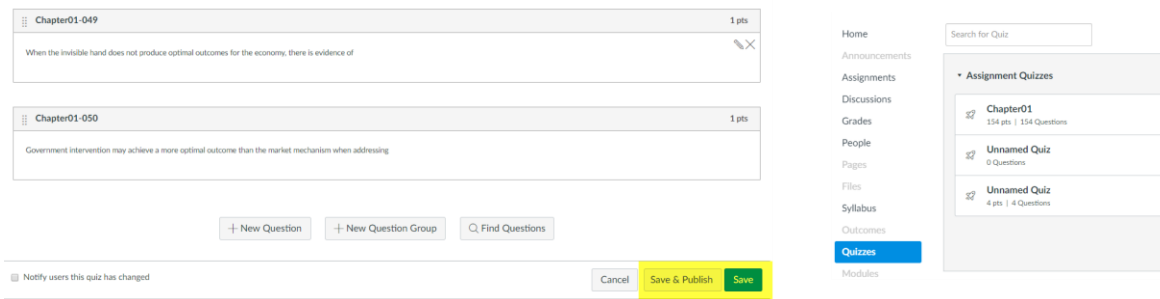 Chapter01-049 1 pts
When the invisible hand does not produce optimal outcomes for the economy, there is evidence of
Chapter01-050 1 pts
Government intervention may achieve a more optimal outcome than the market mechanism when addressing
+ New Question + New Question Group Find Questions
Notify users this quiz has changed Cancel Save & Publish Save
Home
Announcements
Assignments
Discussions
Grades
People
Pages
Files
Syllabus
Outcomes
Quizzes
Modules
Search for Quiz
Assignment Quizzes
Chapter01
154 pts | 154 Questions
Unnamed Quiz
0 Questions
Unnamed Quiz
4 pts | 4 Questions